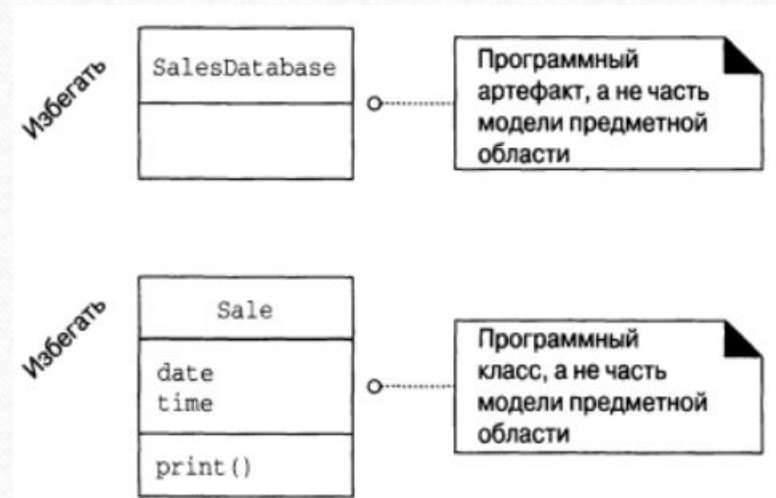 Избегать
SalesDatabase
Программный
артефакт, а не часть
модели предметной
области
Избегать
Sale
date
time
print()
Программный
класс, а не часть
модели предметной
области